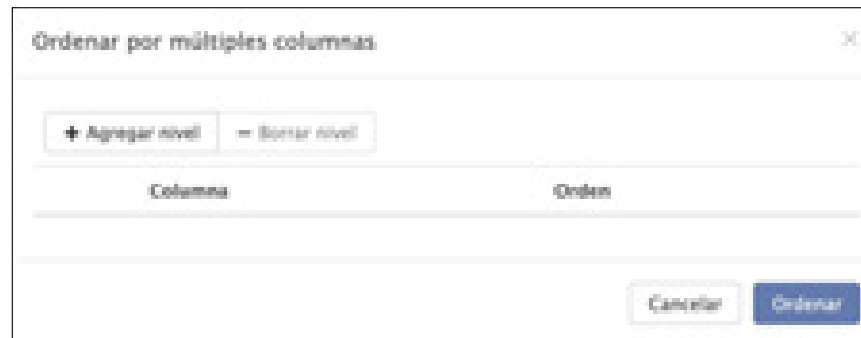 Ordenar por múltiples columnas
Agregar nivel
Borrar nivel
Columna Orden
Cancelar Ordenar